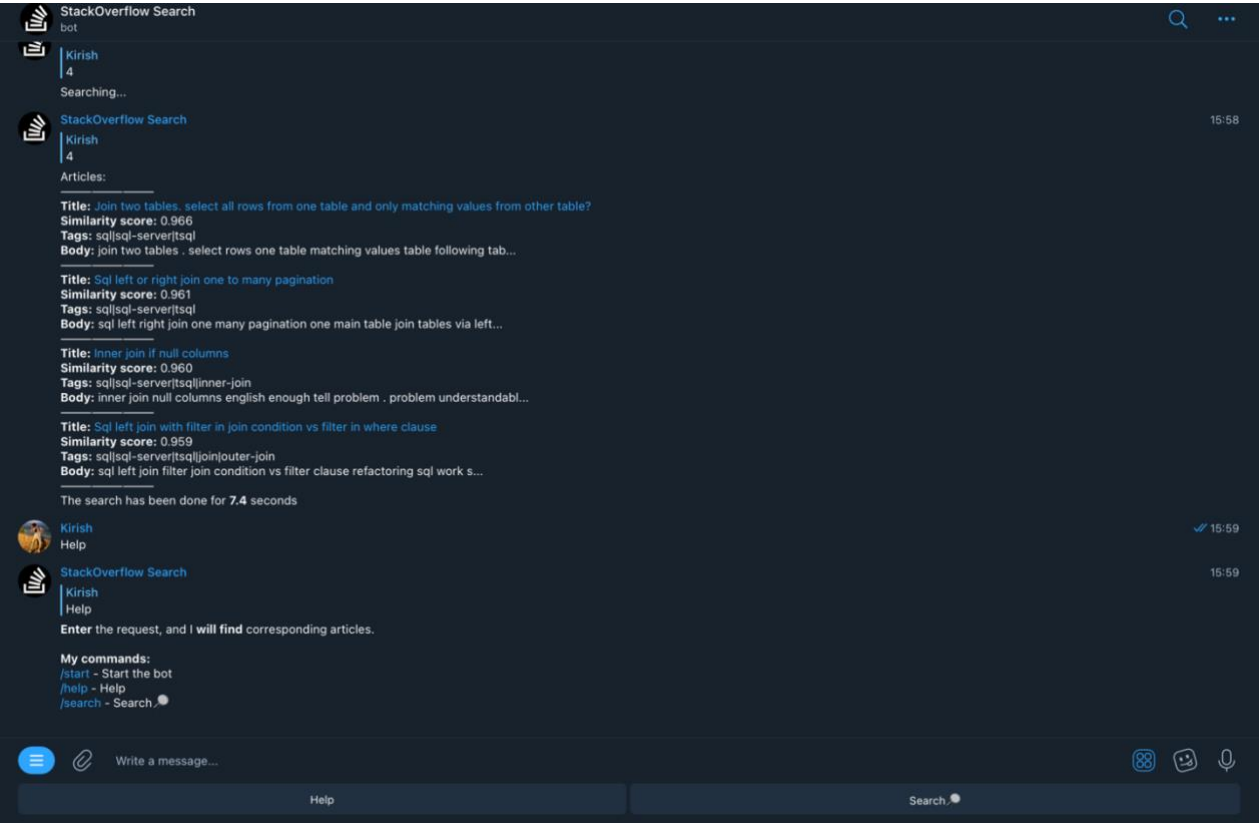 StackOverflow Search
bot
Kirish
4
Searching...
StackOverflow Search
15:58
Kirish
4
Articles:
Title: Join two tables. select all rows from one table and only matching values from other table?
Similarity score: 0.966
Tags: sql|sql-server|tsql
Body: join two tables . select rows one table matching values table following tab...
Title: Sql left or right join one to many pagination
Similarity score: 0.961
Tags: sql|sql-server|tsql
Body: sql left right join one many pagination one main table join tables via left...
Title: Inner join if null columns
Similarity score: 0.960
Tags: sql|sql-server|tsql|inner-join
Body: inner join null columns english enough tell problem . problem understandabl...
Title: Sql left join with filter in join condition vs filter in where clause
Similarity score: 0.959
Tags: sql|sql-server|tsql|join|outer-join
Body: sql left join filter join condition vs filter clause refactoring sql work s...
The search has been done for 7.4 seconds
Kirish
15:59
Help
StackOverflow Search
15:59
Kirish
Help
Enter the request, and I will find corresponding articles.
My commands:
/start - Start the bot
/help - Help
/search - Search
Write a message...
Help
Search